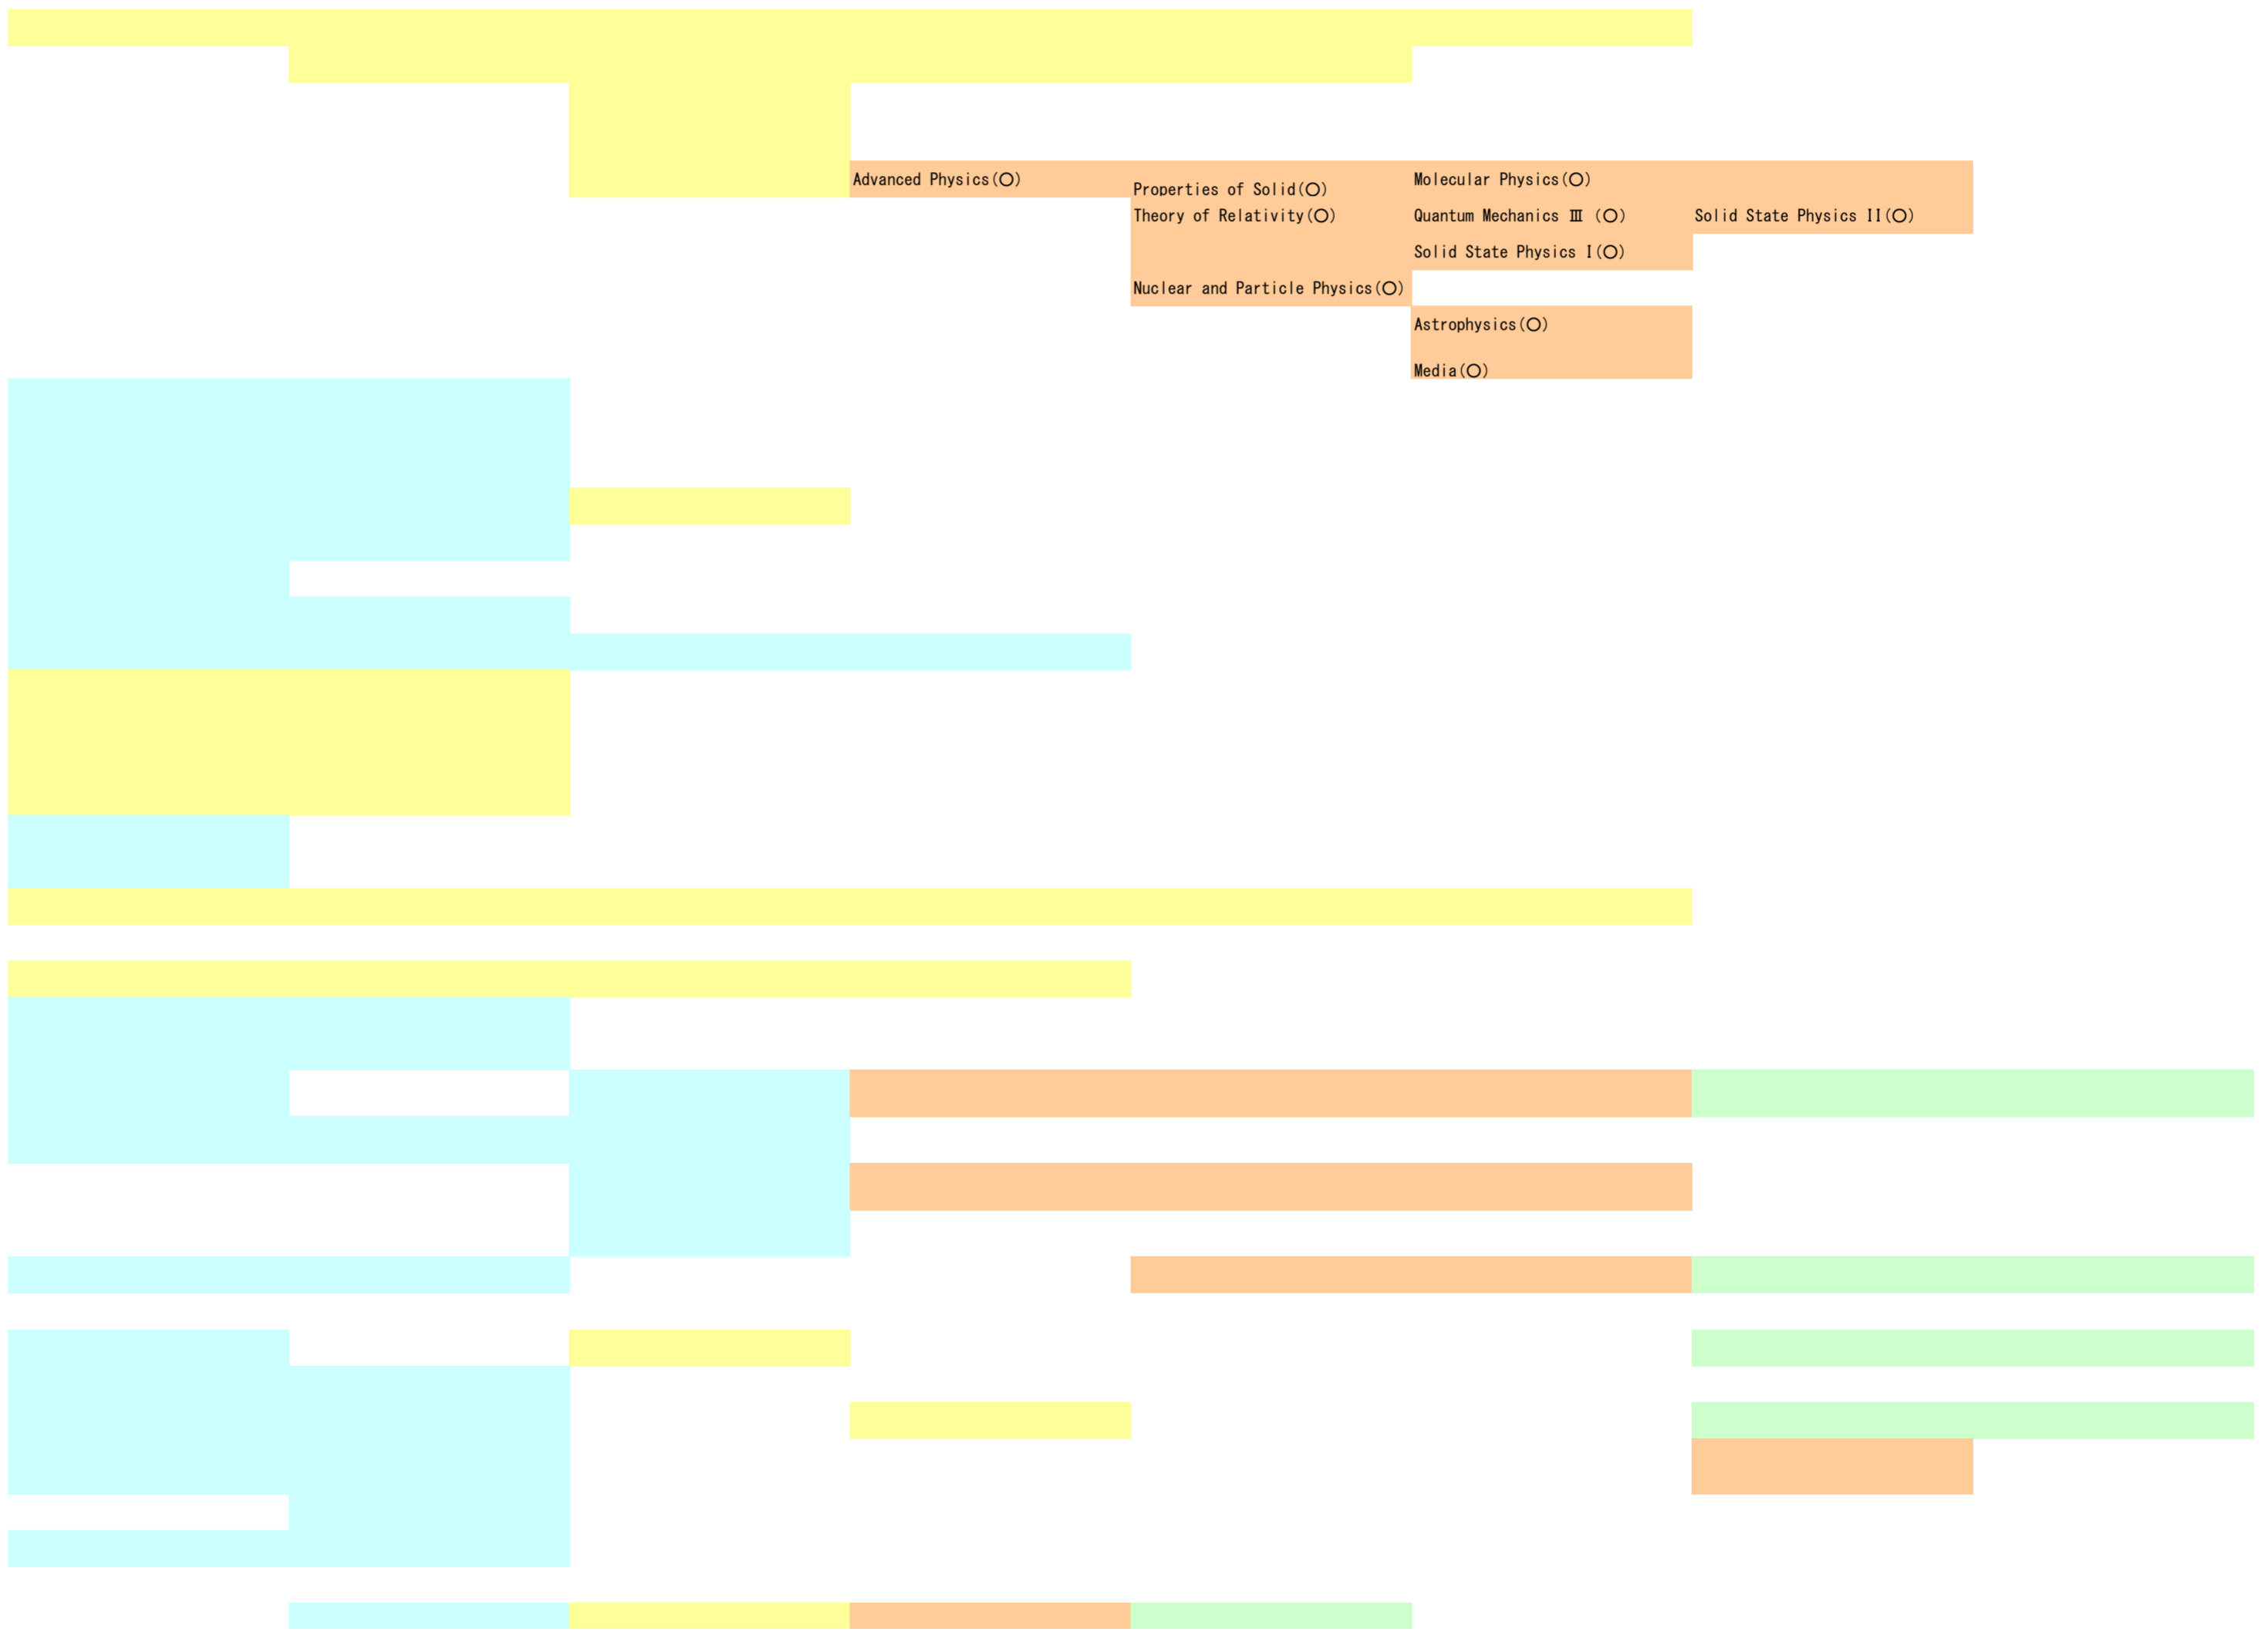 Advanced Physics(〇)
Properties of Solid(〇)
Molecular Physics(〇)
Theory of Relativity(〇)
Quantum Mechanics Ⅲ (〇)
Solid State Physics II(〇)
Solid State Physics I(〇)
Nuclear and Particle Physics(〇)
Astrophysics(〇)
Media(〇)